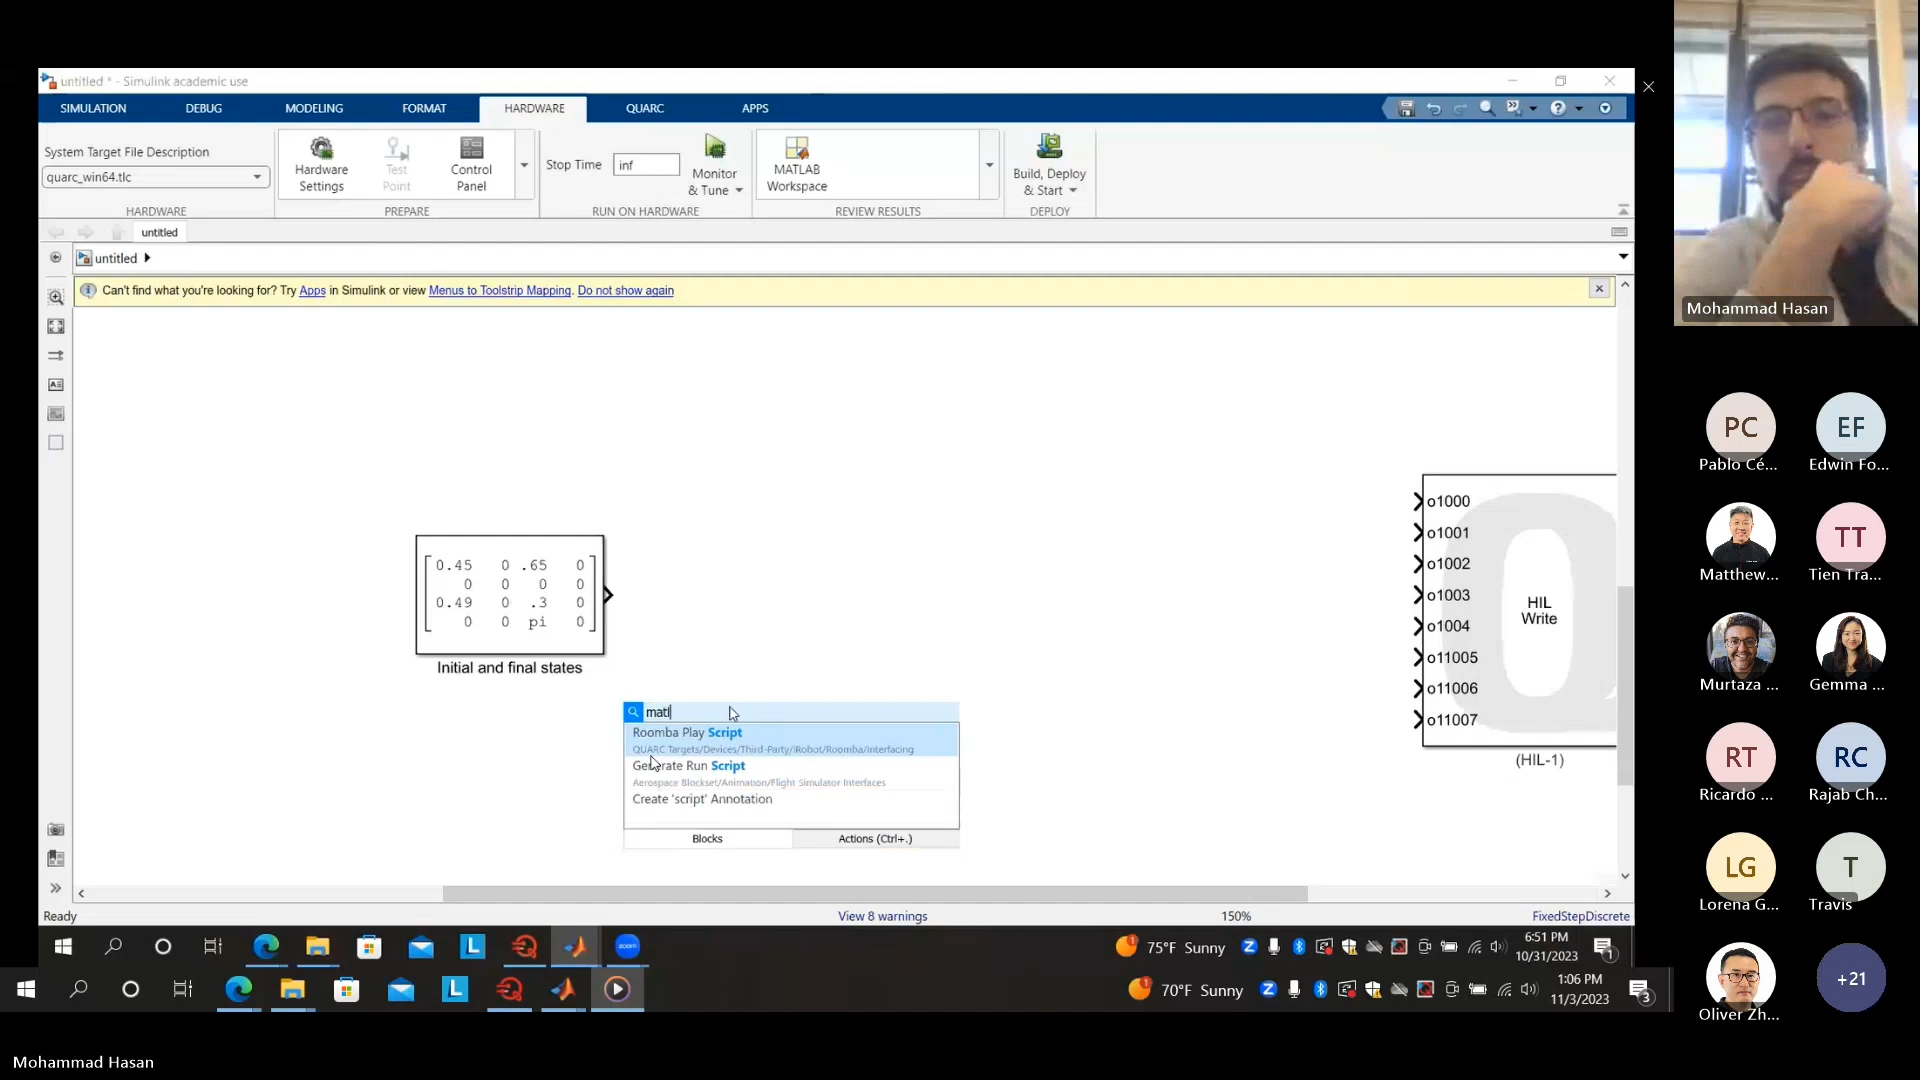 untitled * - Simulink academic use
SIMULATION DEBUG MODELING FORMAT HARDWARE QUARC APPS
System Target File Description
quarc_win64.tlc
Hardware Settings
Test Point
Control Panel
Stop Time inf
Monitor & Tune
MATLAB Workspace
Build, Deploy & Start
HARDWARE PREPARE RUN ON HARDWARE REVIEW RESULTS DEPLOY
untitled
untitled
Can't find what you're looking for? Try Apps in Simulink or view Menus to Toolstrip Mapping. Do not show again
0.45 0 .65 0
0 0 0 0
0.49 0 .3 0
0 0 pi 0
Initial and final states
matl
Roomba Play Script
QUARC Targets/Devices/Third-Party/iRobot/Roomba/Interfacing
Generate Run Script
Aerospace Blockset/Animation/Flight Simulator Interfaces
Create 'script' Annotation
Blocks Actions (Ctrl+.)
o1000
o1001
o1002
o1003
o1004
o11005
o11006
o11007
HIL
Write
(HIL-1)
Ready View 8 warnings 150% FixedStepDiscrete
75°F Sunny
6:51 PM
10/31/2023
1
70°F Sunny
1:06 PM
11/3/2023
3
Mohammad Hasan
PC EF
Pablo Cé... Edwin Fo...
TT
Matthew... Tien Tra...
Murtaza ... Gemma ...
RT RC
Ricardo ... Rajab Ch...
LG T
Lorena G... Travis
+21
Oliver Zh...
Mohammad Hasan